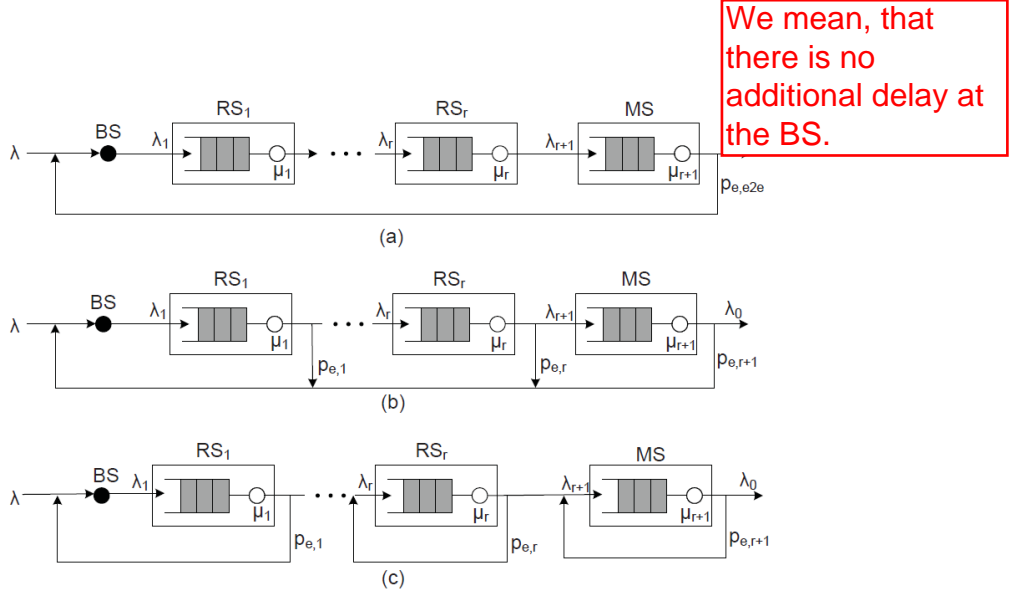 We mean, that
there is no
additional delay at
the BS.
RS₁ RSᵣ MS
BS
λ λ₁ λᵣ λᵣ₊₁
μ₁ μᵣ μᵣ₊₁
pₑ,ₑ₂ₑ
(a)
RS₁ RSᵣ MS
BS
λ λ₁ λᵣ λᵣ₊₁ λ₀
μ₁ μᵣ μᵣ₊₁
pₑ,₁ pₑ,ᵣ pₑ,ᵣ₊₁
(b)
RS₁ RSᵣ MS
BS
λ λ₁ λᵣ λᵣ₊₁ λ₀
μ₁ μᵣ μᵣ₊₁
pₑ,₁ pₑ,ᵣ pₑ,ᵣ₊₁
(c)